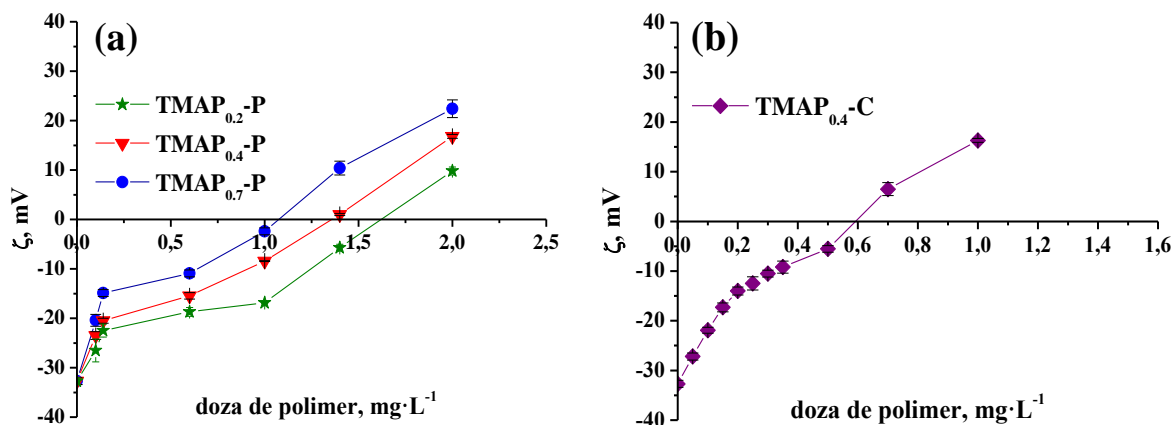 (a)
TMAP0.2-P
TMAP0.4-P
TMAP0.7-P
40
30
20
10
0
-10
-20
-30
-40
0,0 0,5 1,0 1,5 2,0 2,5
ζ, mV
doza de polimer, mg·L-1
(b)
TMAP0.4-C
40
30
20
10
0
-10
-20
-30
-40
0,0 0,2 0,4 0,6 0,8 1,0 1,2 1,4 1,6
ζ, mV
doza de polimer, mg·L-1